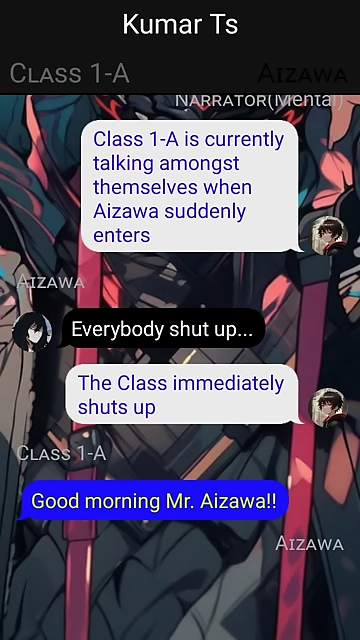 Kumar Ts
Class 1-A
Aizawa
Narrator(Mental)
Class 1-A is currently
talking amongst
themselves when
Aizawa suddenly
enters
Aizawa
Everybody shut up...
The Class immediately
shuts up
Class 1-A
Good morning Mr. Aizawa!!
Aizawa